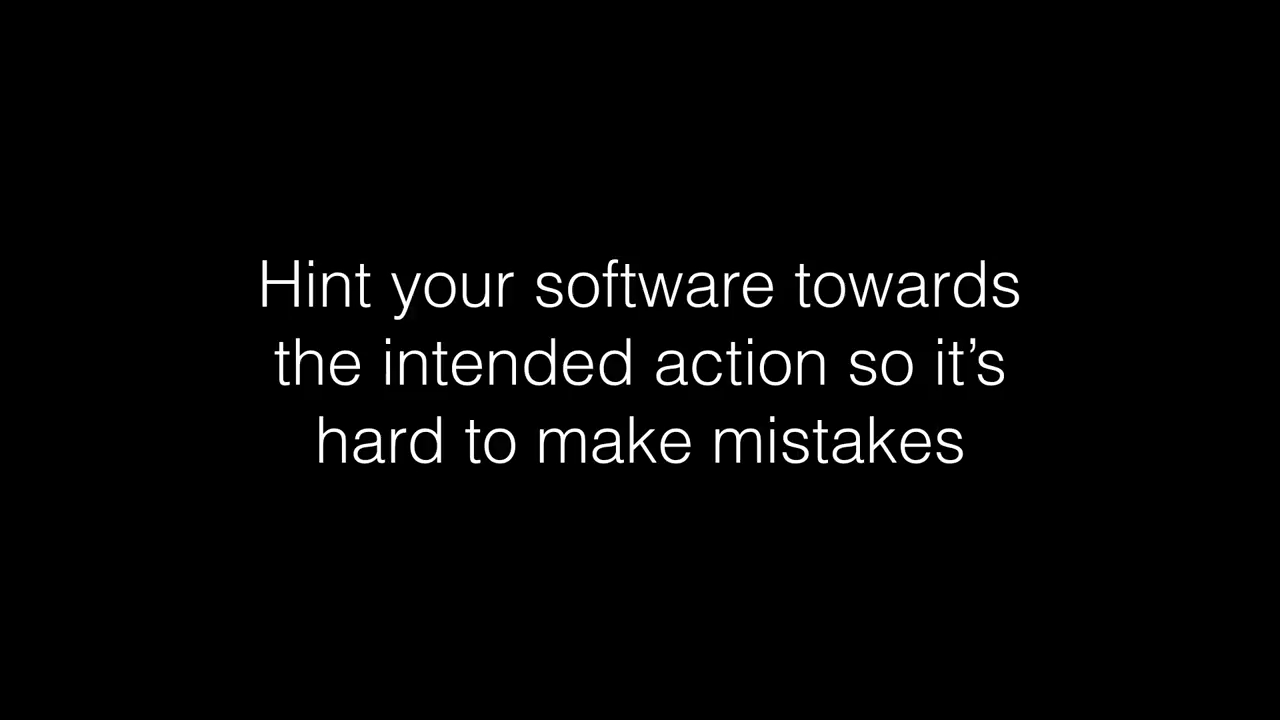 Hint your software towards
the intended action so it’s
hard to make mistakes